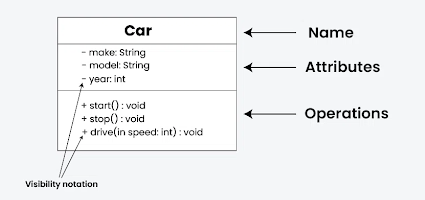 Car
Name
- make: String
- model: String
- year: int
Attributes
+ start() : void
+ stop() : void
+ drive(in speed: int) : void
Operations
Visibility notation